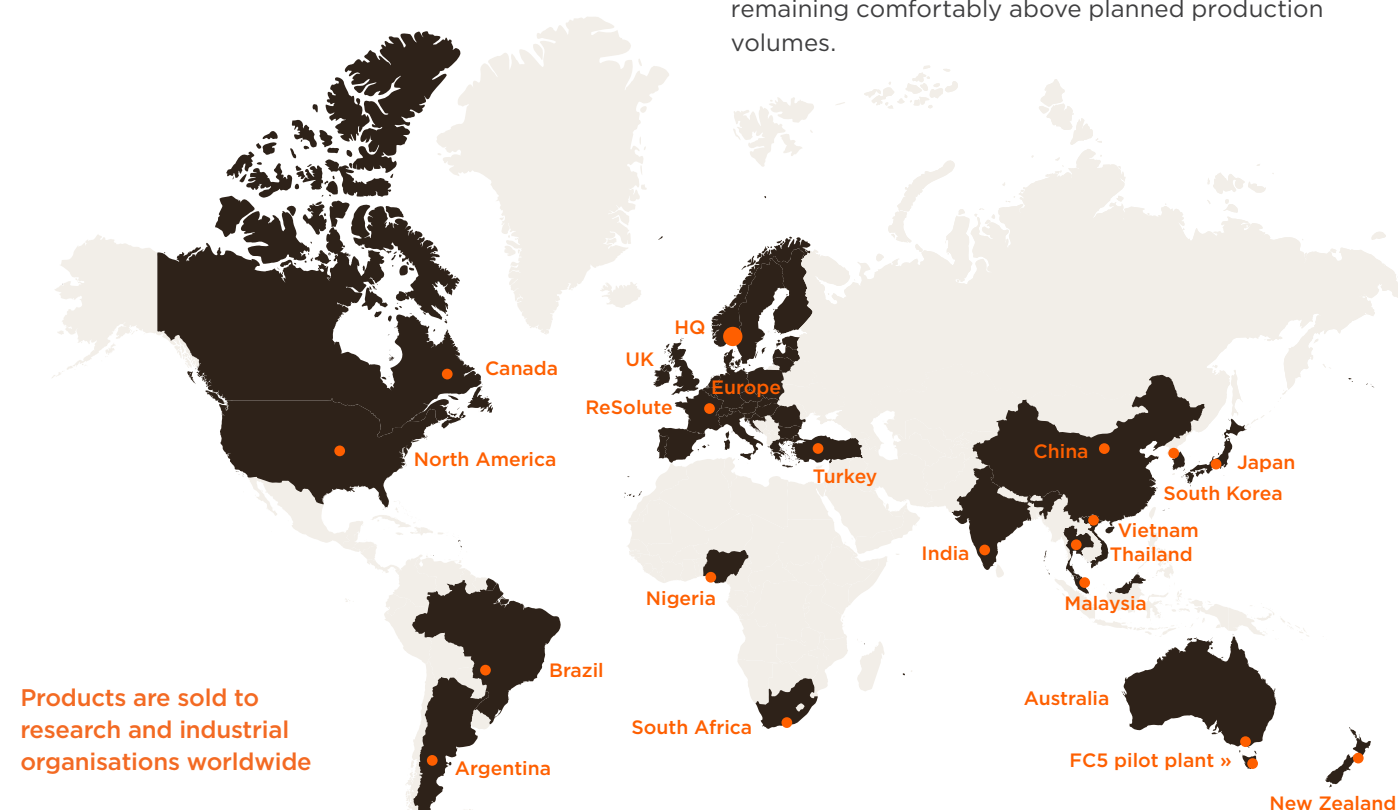 remaining comfortably above planned production
volumes.
HQ
UK
Canada
Europe
ReSolute
North America
China
Japan
Turkey
South Korea
Vietnam
India
Thailand
Nigeria
Malaysia
Brazil
Products are sold to
research and industrial
organisations worldwide
Australia
South Africa
FC5 pilot plant »
Argentina
New Zealand